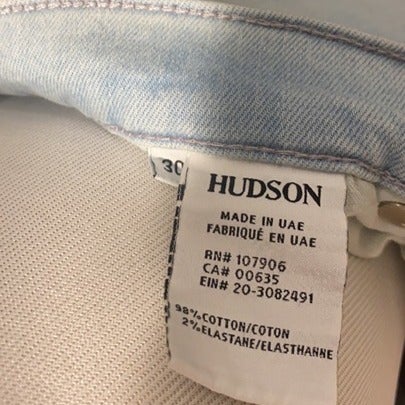 30
HUDSON
MADE IN UAE
FABRIQUÉ EN UAE
RN# 107906
CA# 00635
EIN# 20-3082491
98% COTTON/COTON
2% ELASTANE/ELASTHANNE